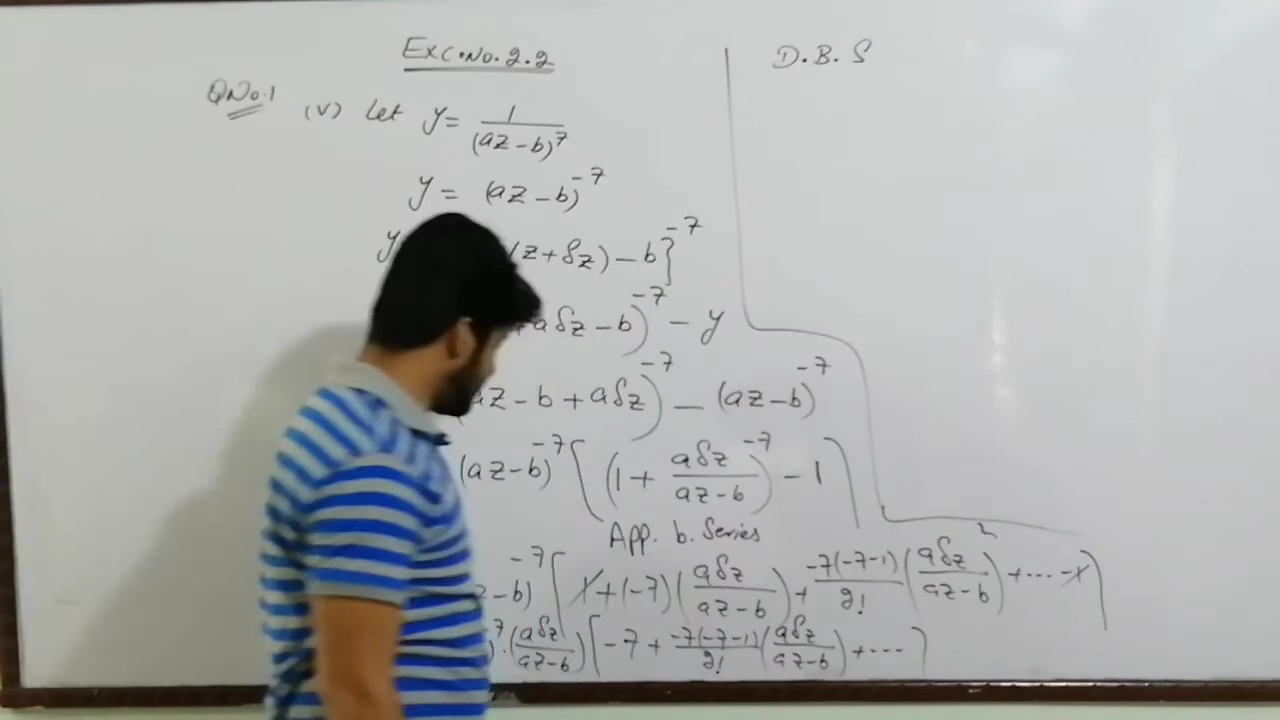 Exc.No. 2.2
D.B.S
QNo.1 (v) Let y = 1/(az-b)^7
y = (az-b)^-7
y (z+δz) - b}^-7
aδz - b)^-7 - y
az - b + aδz)^-7 - (az-b)^-7
(az-b)^-7 [(1 + aδz/(az-b))^-7 - 1]
App. b. Series
z-b)^-7 [1 + (-7)(aδz/(az-b)) + -7(-7-1)/2! (aδz/(az-b))^2 + .... -1]
)^-7 . (aδz/(az-b)) [-7 + -7(-7-1)/2! (aδz/(az-b)) + ....]